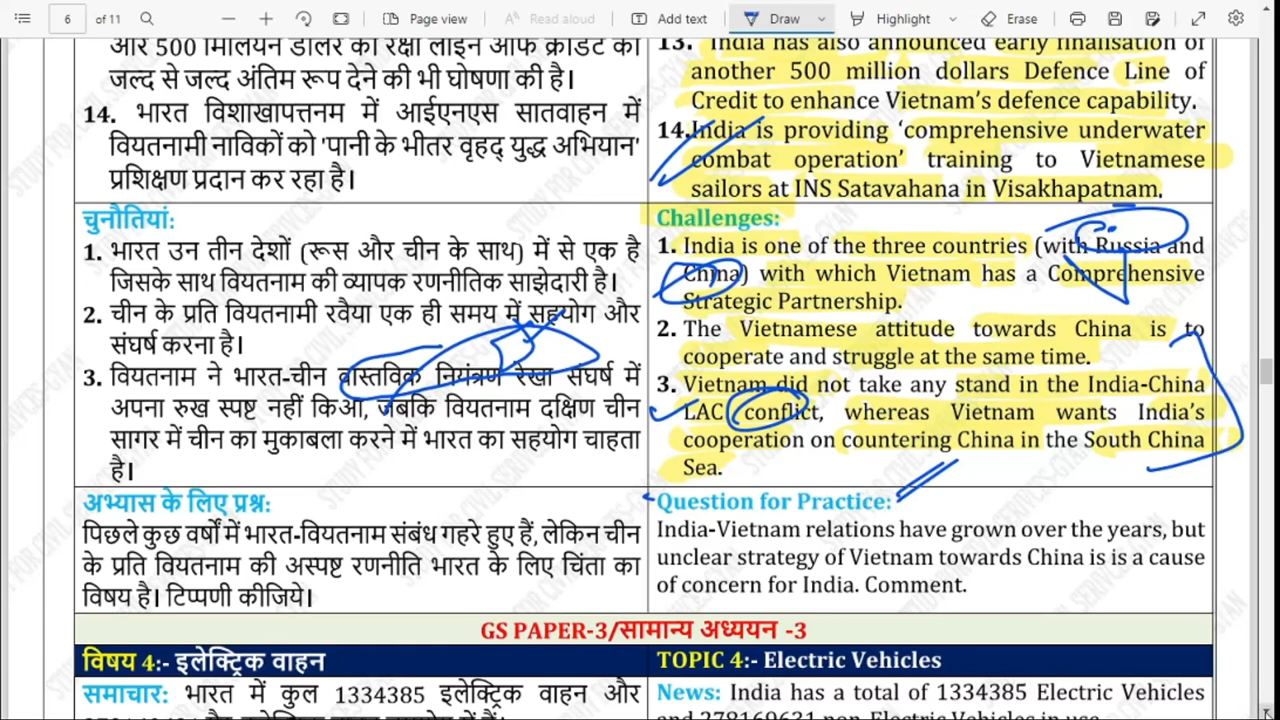 6 of 11
Page view
Read aloud
Add text
Draw
Highlight
Erase
और 500 मिलियन डॉलर की रक्षा लाइन ऑफ क्रेडिट को
जल्द से जल्द अंतिम रूप देने की भी घोषणा की है।
14. भारत विशाखापत्तनम में आईएनएस सातवाहन में
वियतनामी नाविकों को 'पानी के भीतर वृहद् युद्ध अभियान'
प्रशिक्षण प्रदान कर रहा है।
13. India has also announced early finalisation of
another 500 million dollars Defence Line of
Credit to enhance Vietnam's defence capability.
14. India is providing 'comprehensive underwater
combat operation' training to Vietnamese
sailors at INS Satavahana in Visakhapatnam.
चुनौतियां:
1. भारत उन तीन देशों (रूस और चीन के साथ) में से एक है
जिसके साथ वियतनाम की व्यापक रणनीतिक साझेदारी है।
2. चीन के प्रति वियतनामी रवैया एक ही समय में सहयोग और
संघर्ष करना है।
3. वियतनाम ने भारत-चीन वास्तविक नियंत्रण रेखा संघर्ष में
अपना रुख स्पष्ट नहीं किआ, जबकि वियतनाम दक्षिण चीन
सागर में चीन का मुकाबला करने में भारत का सहयोग चाहता
है।
Challenges:
1. India is one of the three countries (with Russia and
China) with which Vietnam has a Comprehensive
Strategic Partnership.
2. The Vietnamese attitude towards China is to
cooperate and struggle at the same time.
3. Vietnam did not take any stand in the India-China
LAC conflict, whereas Vietnam wants India's
cooperation on countering China in the South China
Sea.
अभ्यास के लिए प्रश्न:
पिछले कुछ वर्षों में भारत-वियतनाम संबंध गहरे हुए हैं, लेकिन चीन
के प्रति वियतनाम की अस्पष्ट रणनीति भारत के लिए चिंता का
विषय है। टिप्पणी कीजिये।
Question for Practice:
India-Vietnam relations have grown over the years, but
unclear strategy of Vietnam towards China is is a cause
of concern for India. Comment.
GS PAPER-3/सामान्य अध्ययन -3
विषय 4:- इलेक्ट्रिक वाहन
TOPIC 4:- Electric Vehicles
समाचार: भारत में कुल 1334385 इलेक्ट्रिक वाहन और
News: India has a total of 1334385 Electric Vehicles
and 278169631 non-Electric Vehicles in use